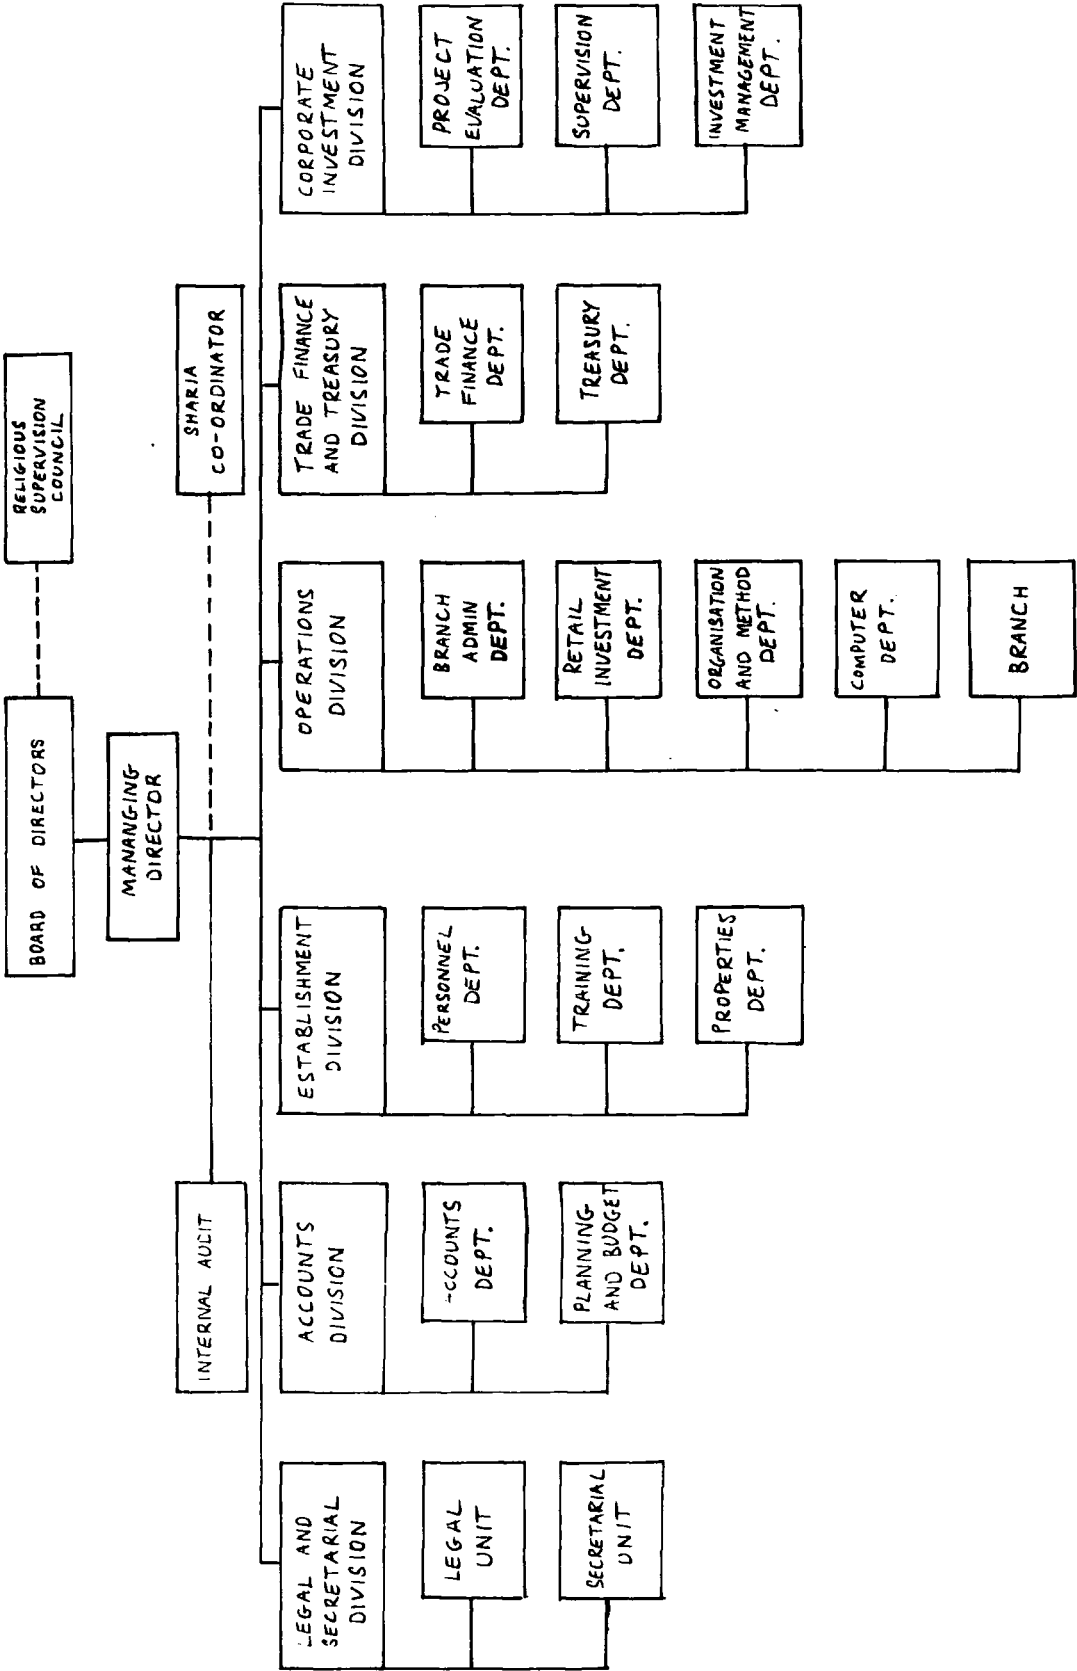 RELIGIOUS
SUPERVISION
COUNCIL
BOARD OF DIRECTORS
MANANGING
DIRECTOR
SHARIA
CO-ORDINATOR
INTERNAL AUDIT
LEGAL AND
SECRETARIAL
DIVISION
LEGAL
UNIT
SECRETARIAL
UNIT
ACCOUNTS
DIVISION
-CCOUNTS
DEPT.
PLANNING
AND BUDGET
DEPT.
ESTABLISHMENT
DIVISION
PERSONNEL
DEPT.
TRAINING
DEPT.
PROPERTIES
DEPT.
OPERATIONS
DIVISION
BRANCH
ADMIN
DEPT.
RETAIL
INVESTMENT
DEPT.
ORGANISATION
AND METHOD
DEPT.
COMPUTER
DEPT.
BRANCH
TRADE FINANCE
AND TREASURY
DIVISION
TRADE
FINANCE
DEPT.
TREASURY
DEPT.
CORPORATE
INVESTMENT
DIVISION
PROJECT
EVALUATION
DEPT.
SUPERVISION
DEPT.
INVESTMENT
MANAGEMENT
DEPT.